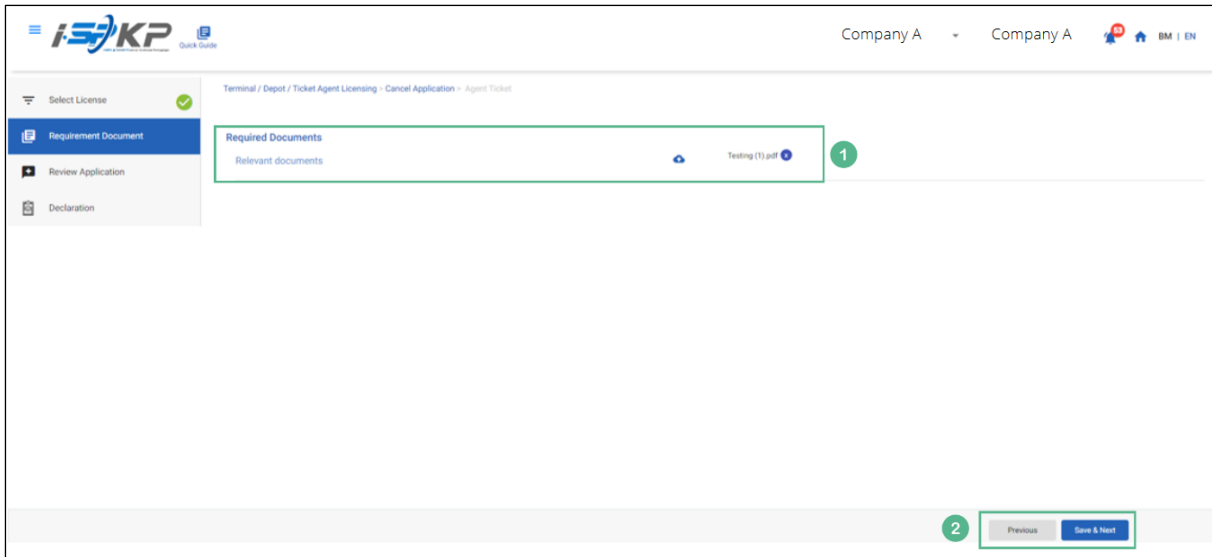 i-SPKP
Quick Guide
Company A
Company A
53
BM | EN
Select License
Requirement Document
Review Application
Declaration
Terminal / Depot / Ticket Agent Licensing > Cancel Application > Agent Ticket
Required Documents
Relevant documents
Testing (1).pdf x
1
2
Previous
Save & Next